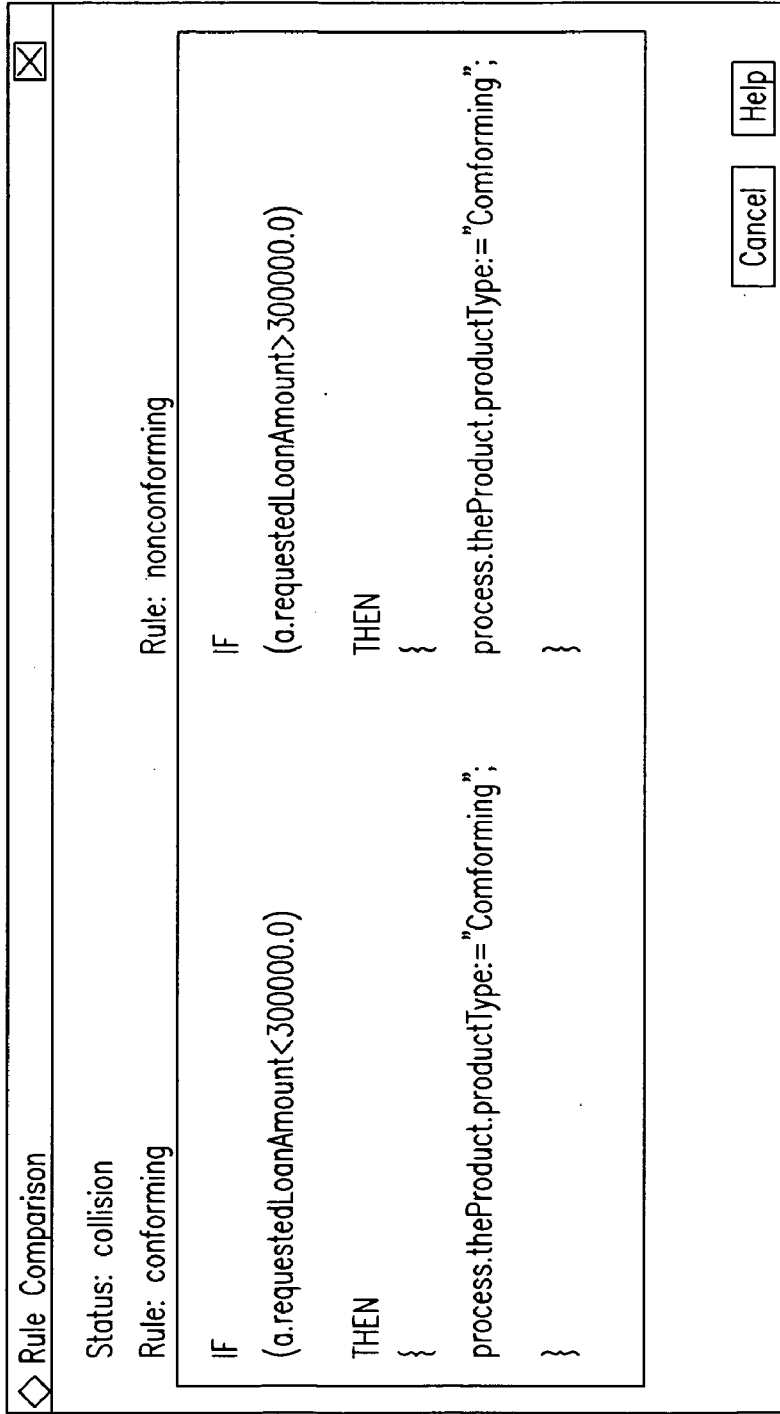 Rule Comparison
Status: collision
Rule: conforming Rule: nonconforming
IF IF
(a.requestedLoanAmount<300000.0) (a.requestedLoanAmount>300000.0)
THEN THEN
{ {
process.theProduct.productType:="Comforming"; process.theProduct.productType:="Comforming";
} }
Cancel Help